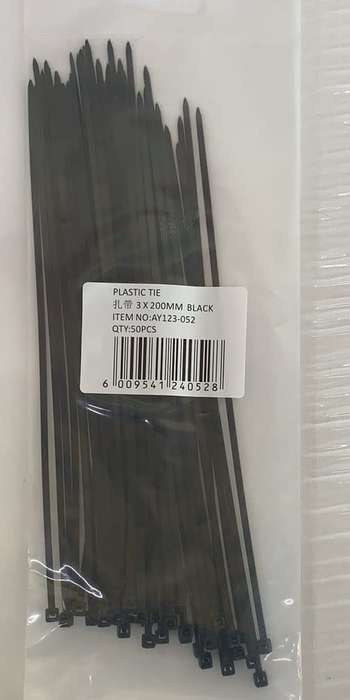 PLASTIC TIE
扎带 3 X 200MM BLACK
ITEM NO:AY123-052
QTY:50PCS
6 009541 240528